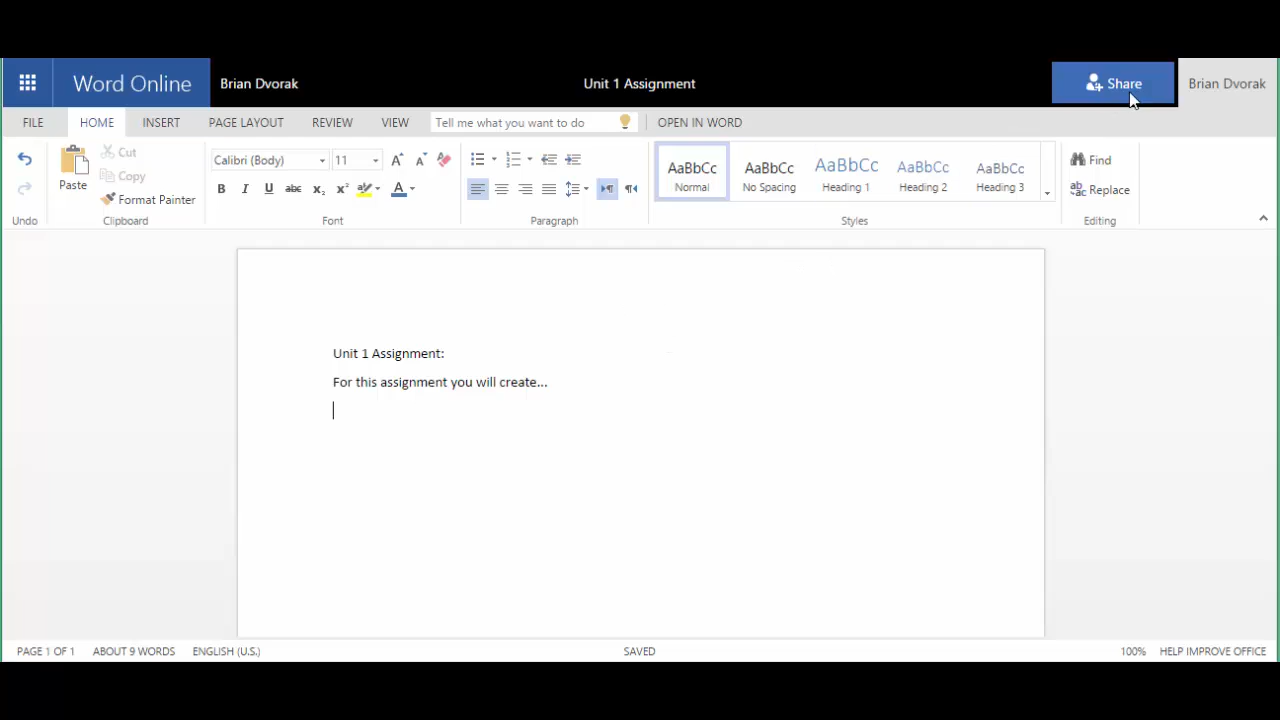 Word Online Brian Dvorak Unit 1 Assignment Share Brian Dvorak
FILE HOME INSERT PAGE LAYOUT REVIEW VIEW Tell me what you want to do OPEN IN WORD
Paste Cut
Copy
Format Painter
Calibri (Body) 11
B I U abc x₂ x² A
AaBbCc AaBbCc AaBbCc AaBbCc AaBbCc
Normal No Spacing Heading 1 Heading 2 Heading 3
Find
Replace
Undo Clipboard Font Paragraph Styles Editing
Unit 1 Assignment:
For this assignment you will create...
PAGE 1 OF 1 ABOUT 9 WORDS ENGLISH (U.S.) SAVED 100% HELP IMPROVE OFFICE